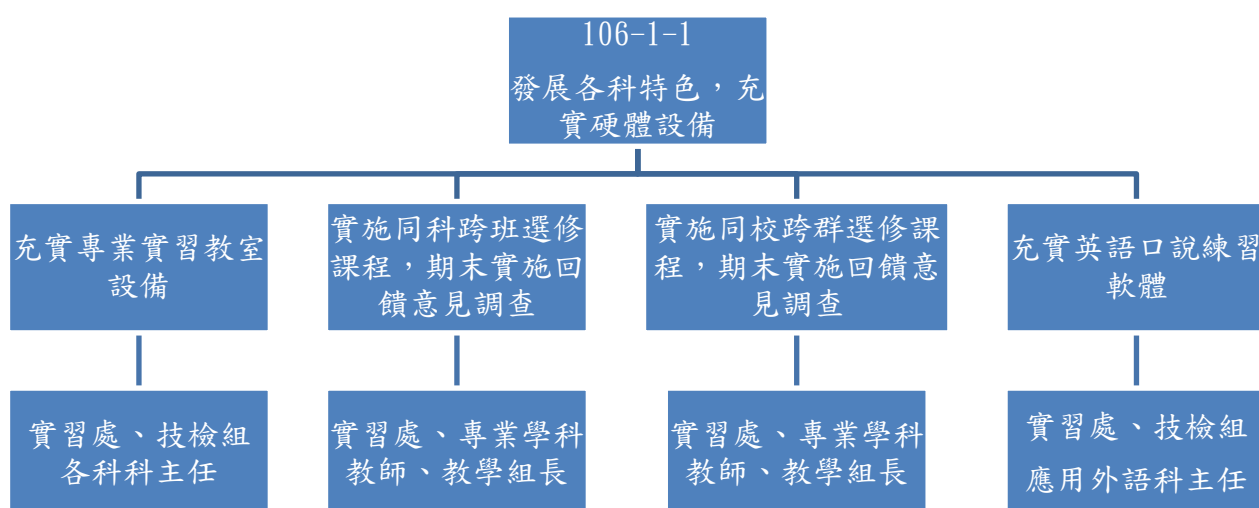 106-1-1
發展各科特色，充
實硬體設備
充實專業實習教室
設備
實施同科跨班選修
課程，期末實施回
饋意見調查
實施同校跨群選修課
程，期末實施回饋意
見調查
充實英語口說練習
軟體
實習處、技檢組
各科科主任
實習處、專業學科
教師、教學組長
實習處、專業學科
教師、教學組長
實習處、技檢組
應用外語科主任